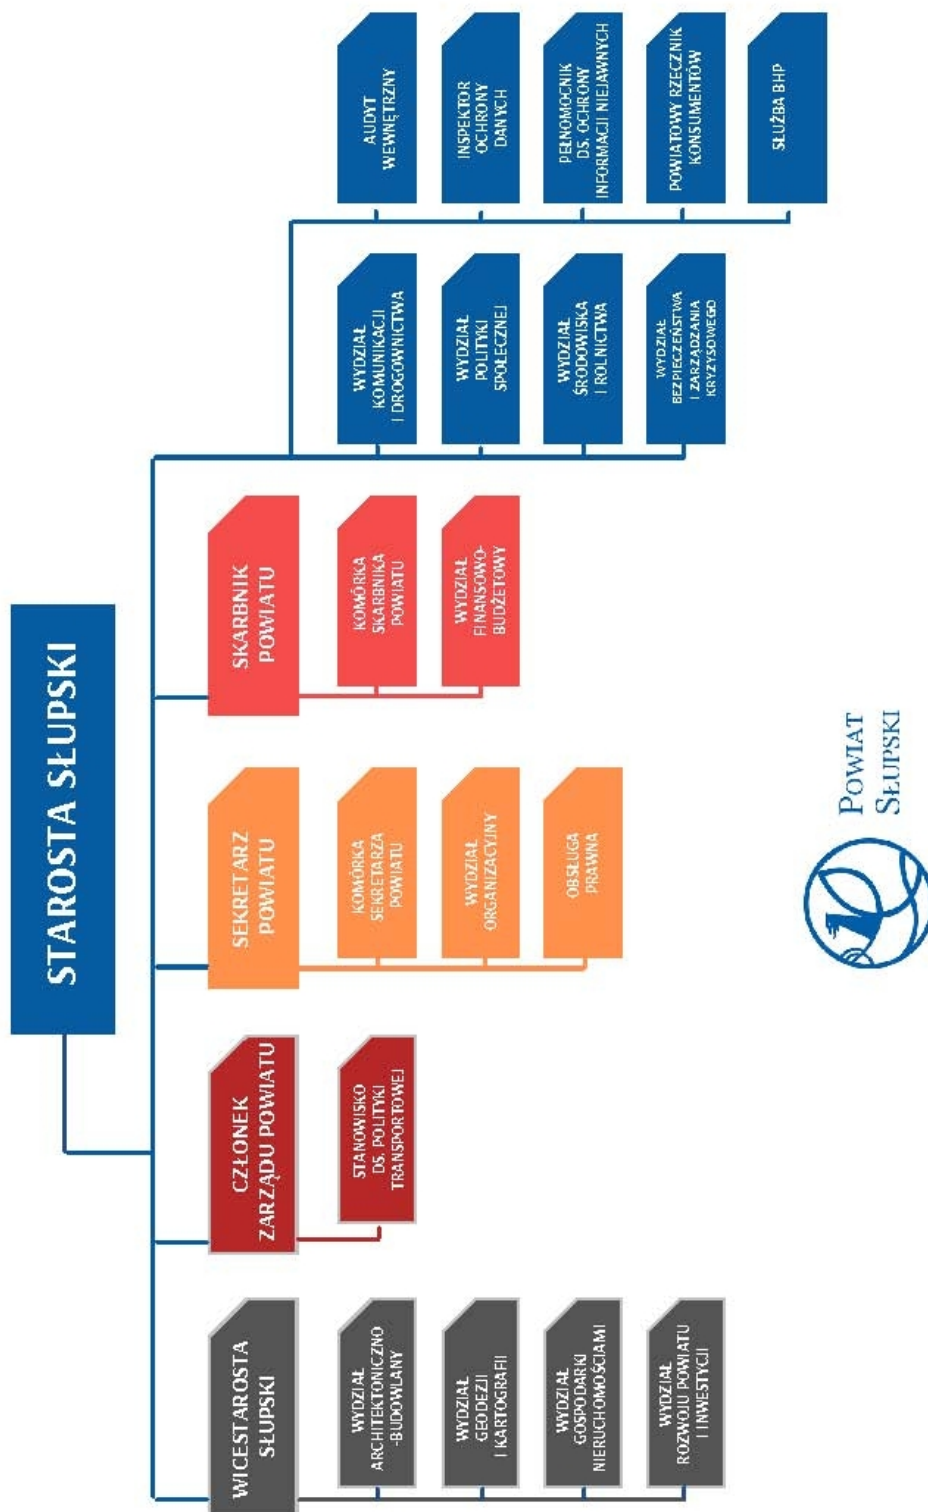 STAROSTA SŁUPSKI
WICESTAROSTA
SŁUPSKI
WYDZIAŁ
ARCHITEKTONICZNO
-BUDOWLANY
WYDZIAŁ
GEODEZJI
I KARTOGRAFII
WYDZIAŁ
GOSPODARKI
NIERUCHOMOŚCIAMI
WYDZIAŁ
ROZWOJU POWIATU
I INWESTYCJI
CZŁONEK
ZARZĄDU POWIATU
STANOWISKO
DS. POLITYKI
TRANSPORTOWEJ
SEKRETARZ
POWIATU
KOMÓRKA
SEKRETARZA
POWIATU
WYDZIAŁ
ORGANIZACYJNY
OBSŁUGA
PRAWNA
SKARBNIK
POWIATU
KOMÓRKA
SKARBNIKA
POWIATU
WYDZIAŁ
FINANSOWO-
BUDŻETOWY
WYDZIAŁ
KOMUNIKACJI
I DROGOWNICTWA
WYDZIAŁ
POLITYKI
SPOŁECZNEJ
WYDZIAŁ
ŚRODOWISKA
I ROLNICTWA
WYDZIAŁ
BEZPIECZEŃSTWA
I ZARZĄDZANIA
KRYZYSOWEGO
AUDYT
WEWNĘTRZNY
INSPEKTOR
OCHRONY
DANYCH
PEŁNOMOCNIK
DS. OCHRONY
INFORMACJI NIEJAWNYCH
POWIATOWY RZECZNIK
KONSUMENTÓW
SŁUŻBA BHP
POWIAT
SŁUPSKI